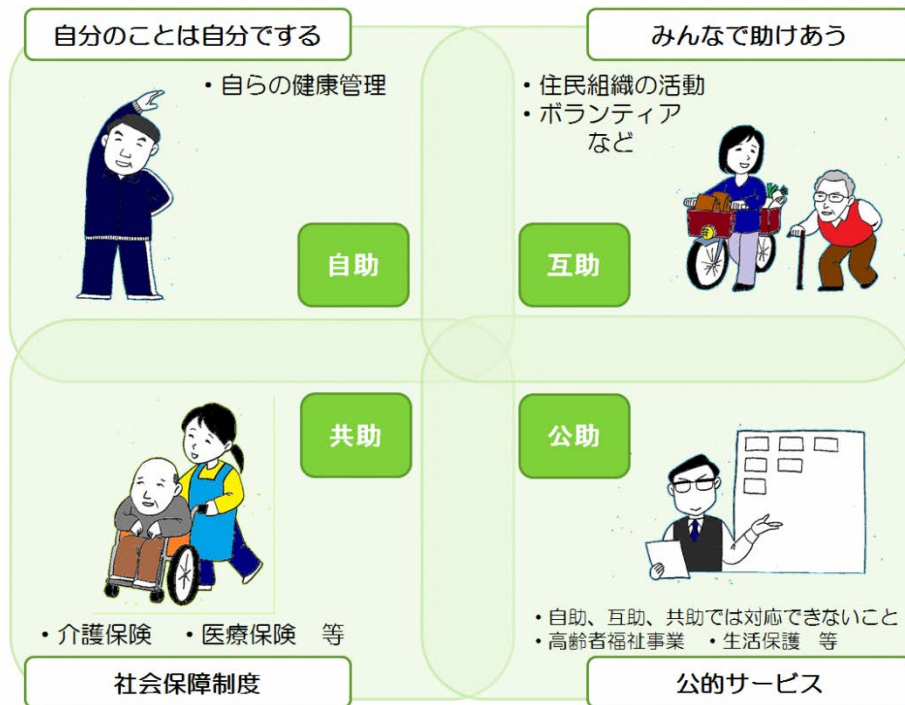 自分のことは自分でする
・自らの健康管理
自助
みんなで助けあう
・住民組織の活動
・ボランティア
など
互助
共助
・介護保険　・医療保険　等
社会保障制度
公助
・自助、互助、共助では対応できないこと
・高齢者福祉事業　・生活保護　等
公的サービス